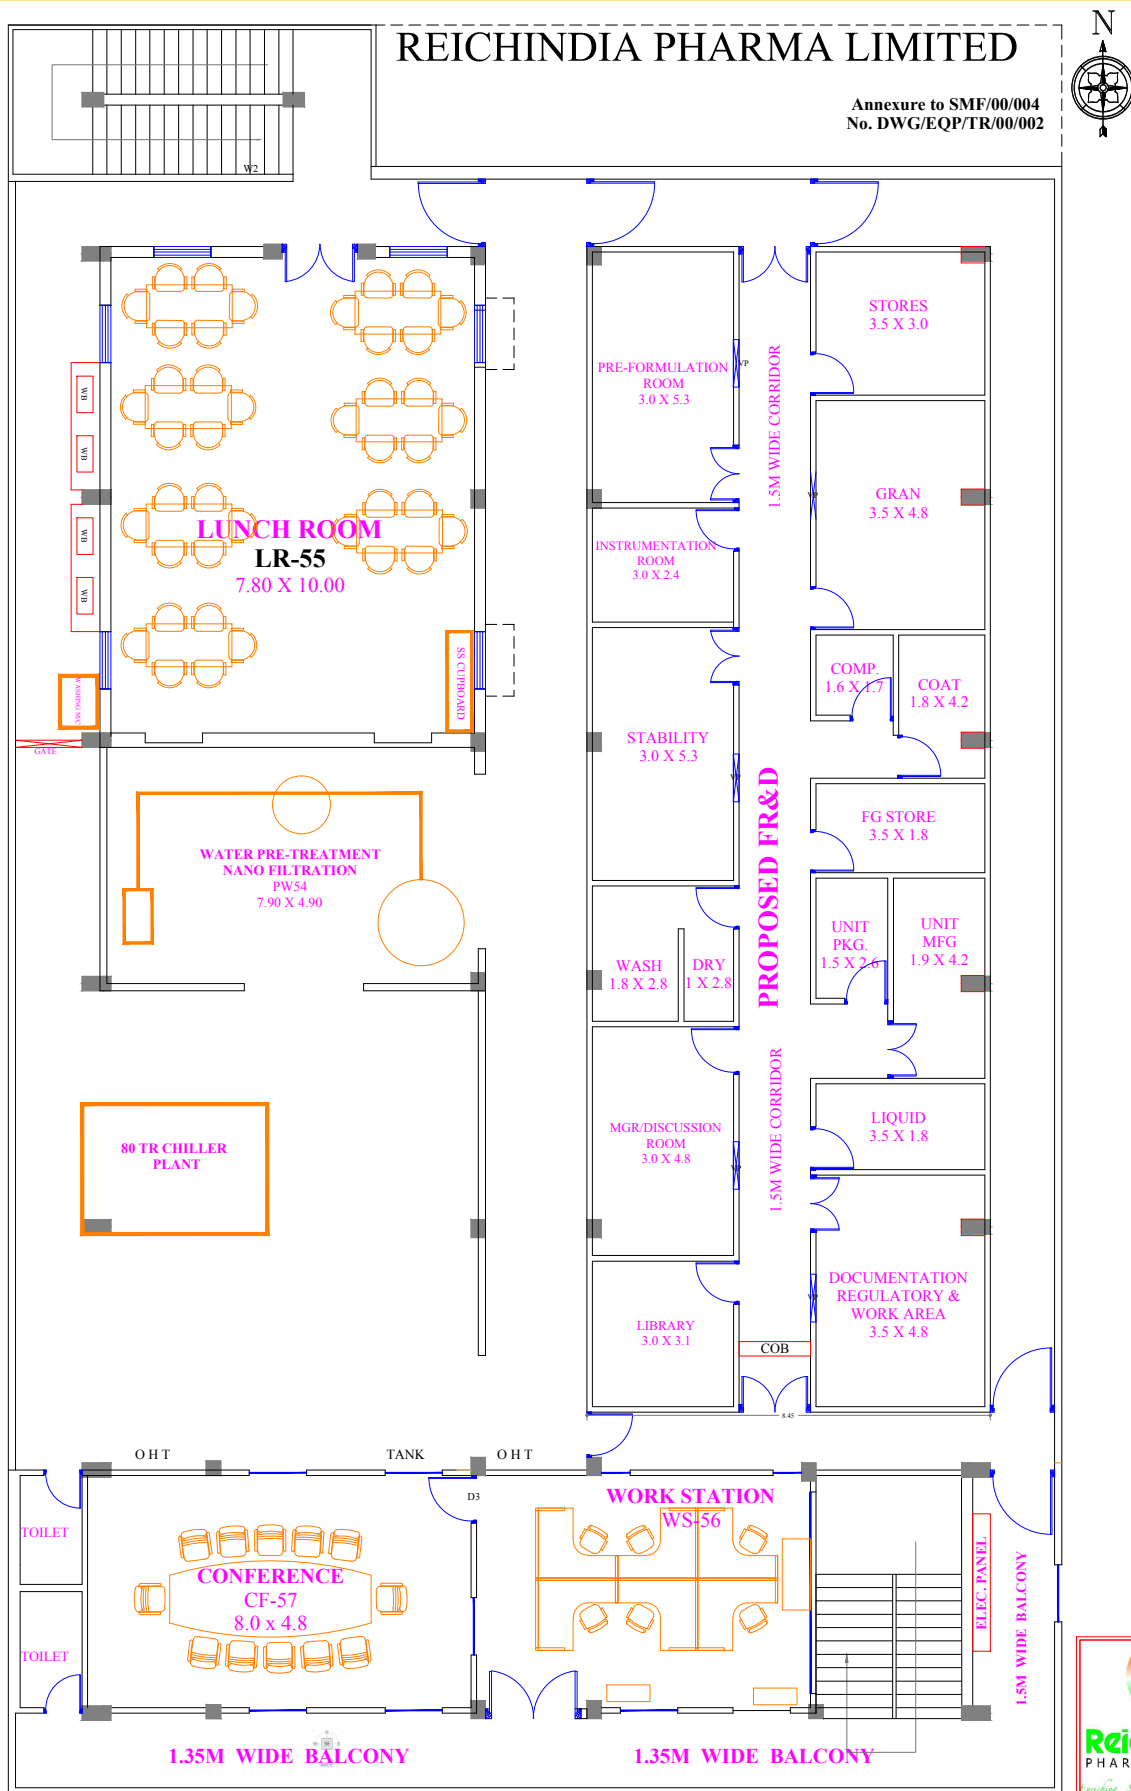 REICHINDIA PHARMA LIMITED
N
Annexure to SMF/00/004
No. DWG/EQP/TR/00/002
W2
STORES
3.5 X 3.0
PRE-FORMULATION
ROOM
3.0 X 5.3
VP
1.5M WIDE CORRIDOR
WB
WB
WB
WB
GRAN
3.5 X 4.8
VP
LUNCH ROOM
LR-55
7.80 X 10.00
INSTRUMENTATION
ROOM
3.0 X 2.4
COMP.
1.6 X 1.7
COAT
1.8 X 4.2
SS CUPBOARD
WASHING M/C
GATE
STABILITY
3.0 X 5.3
VP
PROPOSED FR&D
FG STORE
3.5 X 1.8
WATER PRE-TREATMENT
NANO FILTRATION
PW54
7.90 X 4.90
UNIT
PKG.
1.5 X 2.6
UNIT
MFG
1.9 X 4.2
WASH
1.8 X 2.8
DRY
1 X 2.8
1.5M WIDE CORRIDOR
LIQUID
3.5 X 1.8
MGR/DISCUSSION
ROOM
3.0 X 4.8
VP
80 TR CHILLER
PLANT
DOCUMENTATION
REGULATORY &
WORK AREA
3.5 X 4.8
VP
LIBRARY
3.0 X 3.1
COB
8.45
O H T
TANK
O H T
D3
WORK STATION
WS-56
TOILET
CONFERENCE
CF-57
8.0 x 4.8
ELEC. PANEL
1.5M WIDE BALCONY
TOILET
1.35M WIDE BALCONY
1.35M WIDE BALCONY
PHAR